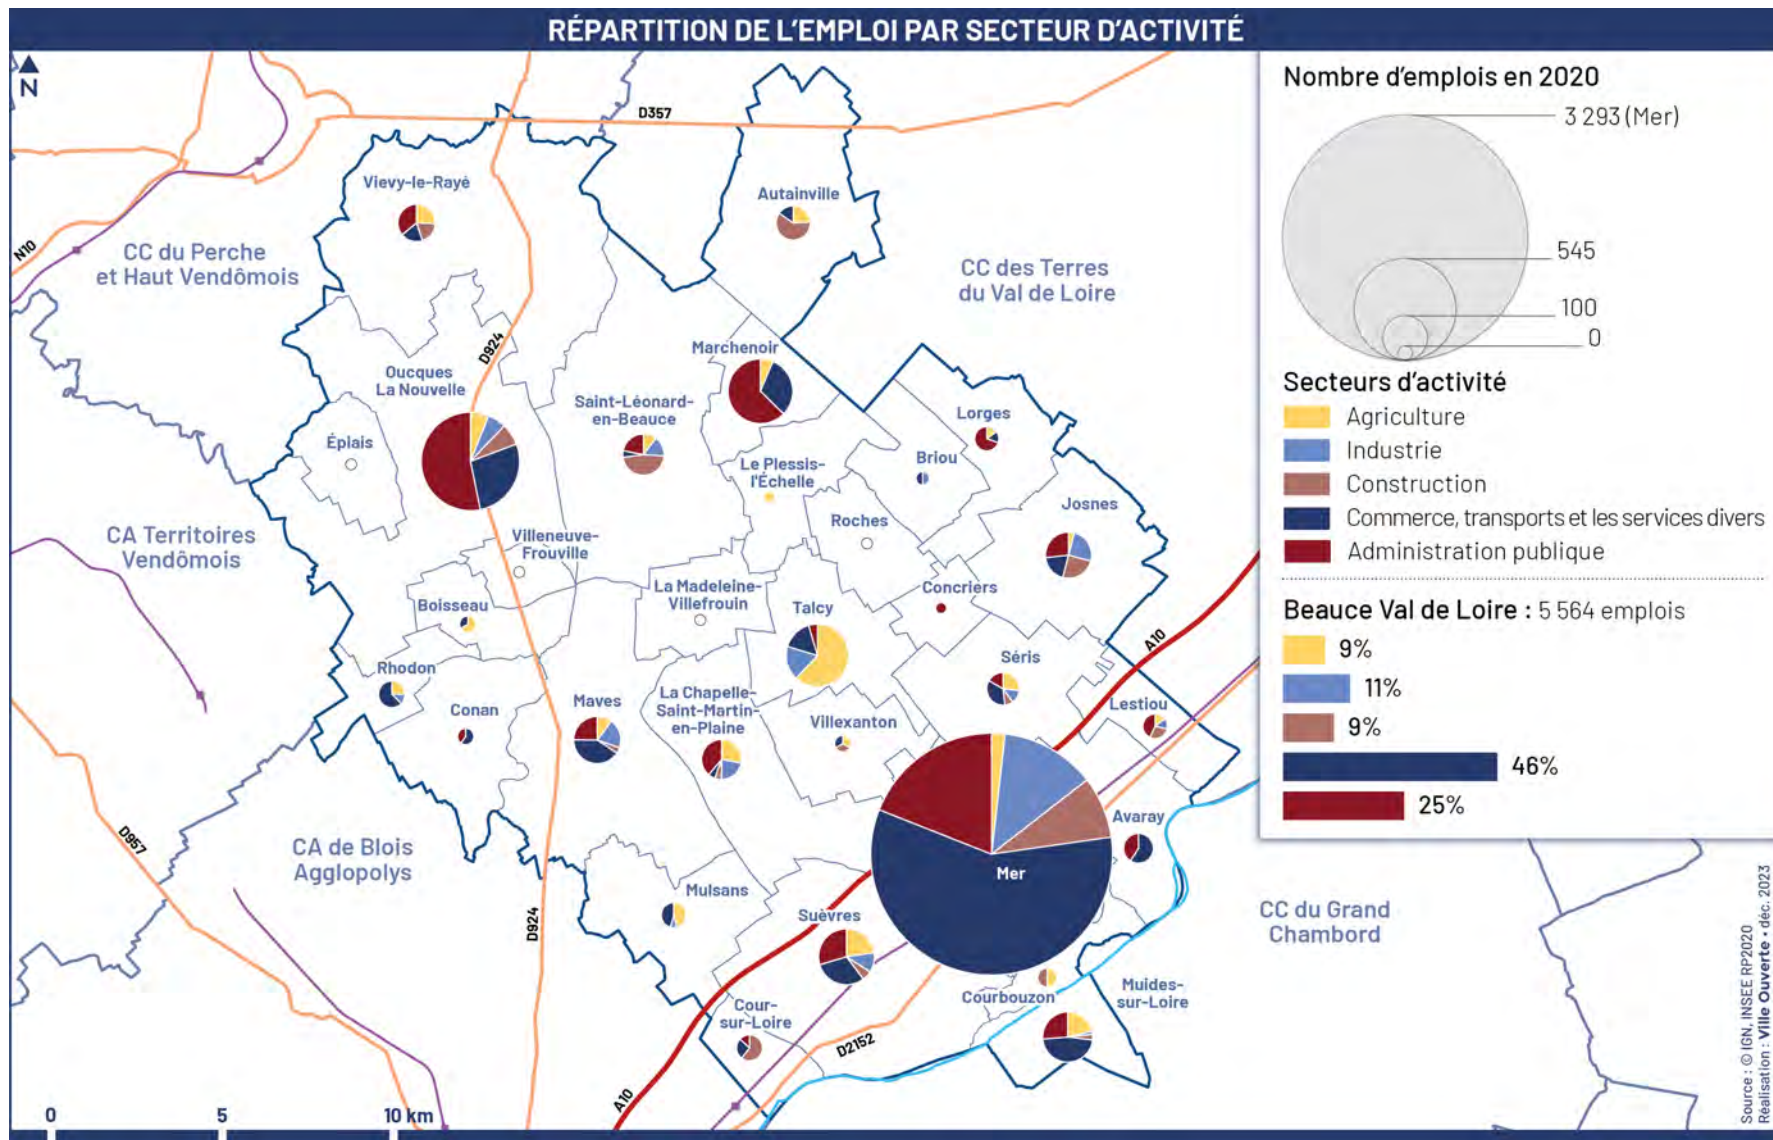 RÉPARTITION DE L'EMPLOI PAR SECTEUR D'ACTIVITÉ
N
D357
N10
D924
Vievy-le-Rayé
Autainville
CC du Perche
et Haut Vendômois
CC des Terres
du Val de Loire
Marchenoir
Oucques
La Nouvelle
Saint-Léonard-
en-Beauce
Lorges
Éplais
Le Plessis-
l'Échelle
Briou
Josnes
Roches
CA Territoires
Vendômois
Villeneuve-
Frouville
La Madeleine-
Villefrouin
Concriers
Boisseau
Talcy
A10
Rhodon
Séris
Conan
Maves
La Chapelle-
Saint-Martin-
en-Plaine
Villexanton
Lestiou
D957
CA de Blois
Agglopolys
Avaray
Mer
Mulsans
Suèvres
D924
CC du Grand
Chambord
Courbouzon
Muides-
sur-Loire
Cour-
sur-Loire
D2152
A10
0
5
10 km
Nombre d'emplois en 2020
3 293 (Mer)
545
100
0
Secteurs d'activité
Agriculture
Industrie
Construction
Commerce, transports et les services divers
Administration publique
Beauce Val de Loire : 5 564 emplois
9%
11%
9%
46%
25%
Source : © IGN, INSEE RP2020
Réalisation : Ville Ouverte • déc. 2023